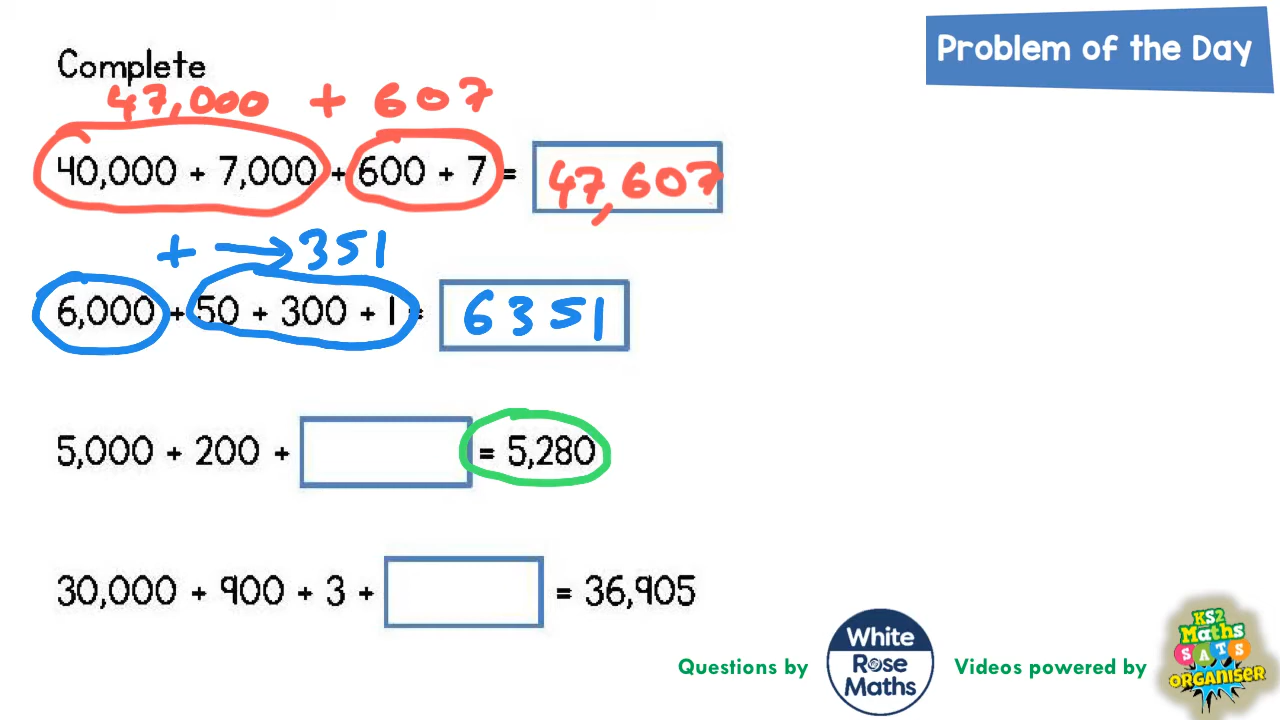 Problem of the Day
Complete
47,000 + 607
40,000 + 7,000 + 600 + 7 = 47,607
+ → 351
6,000 + 50 + 300 + 1 = 6351
5,000 + 200 + = 5,280
30,000 + 900 + 3 + = 36,905
Questions by
White
Rose
Maths
Videos powered by
KS2
Maths
SATS
ORGANISER